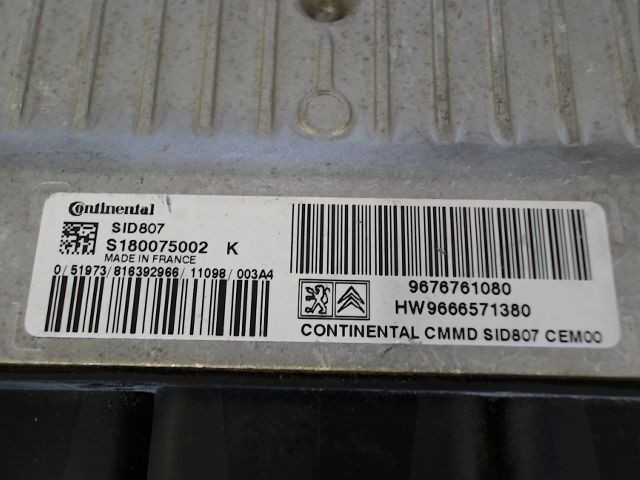 Continental
SID807
S180075002 K
MADE IN FRANCE
0/51973/816392966/11098/003A4
9676761080
HW9666571380
CONTINENTAL CMMD SID807 CEM00